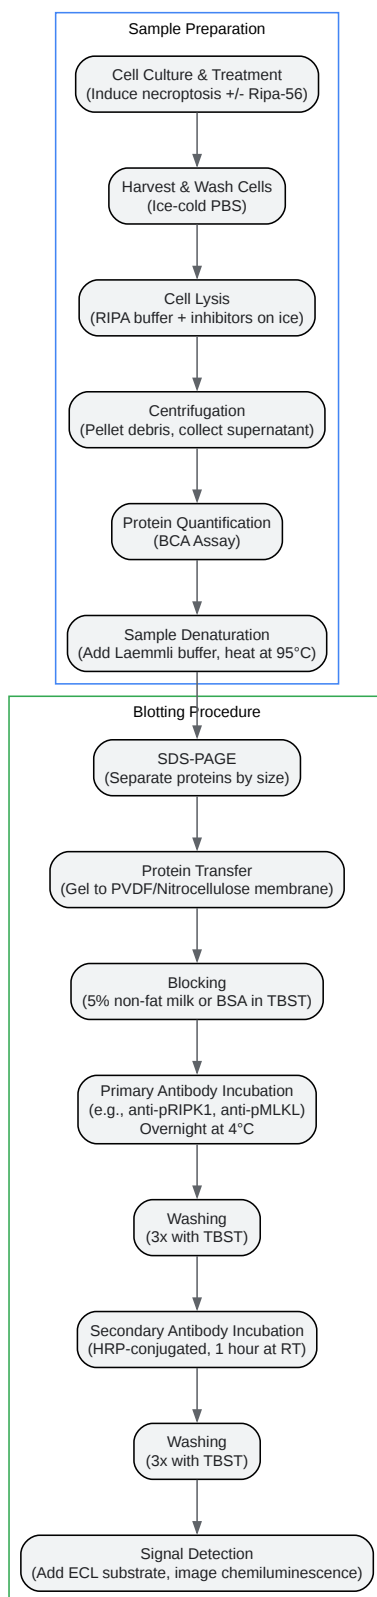 Sample Preparation
Cell Culture & Treatment
(Induce necroptosis +/- Ripa-56)
Harvest & Wash Cells
(Ice-cold PBS)
Cell Lysis
(RIPA buffer + inhibitors on ice)
Centrifugation
(Pellet debris, collect supernatant)
Protein Quantification
(BCA Assay)
Sample Denaturation
(Add Laemmli buffer, heat at 95°C)
Blotting Procedure
SDS-PAGE
(Separate proteins by size)
Protein Transfer
(Gel to PVDF/Nitrocellulose membrane)
Blocking
(5% non-fat milk or BSA in TBST)
Primary Antibody Incubation
(e.g., anti-pRIPK1, anti-pMLKL)
Overnight at 4°C
Washing
(3x with TBST)
Secondary Antibody Incubation
(HRP-conjugated, 1 hour at RT)
Washing
(3x with TBST)
Signal Detection
(Add ECL substrate, image chemiluminescence)